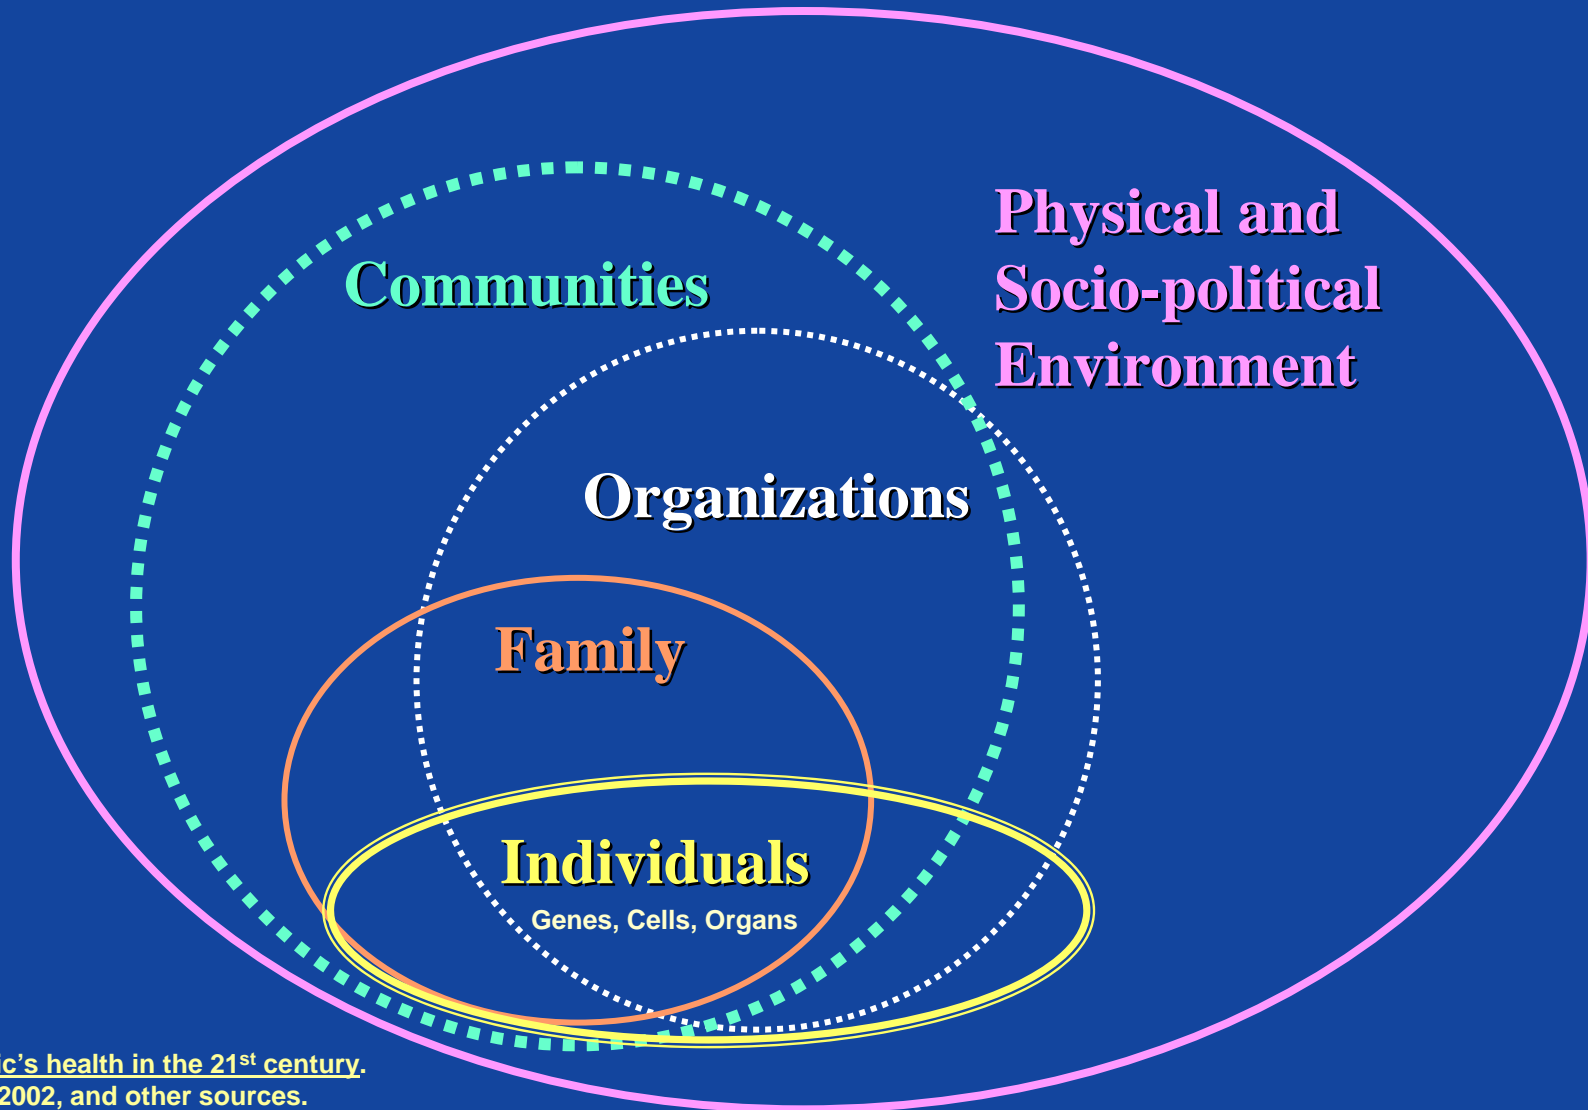 Physical and
Socio-political
Environment
Communities
Organizations
Family
Individuals
Genes, Cells, Organs
ic’s health in the 21st century.
2002, and other sources.